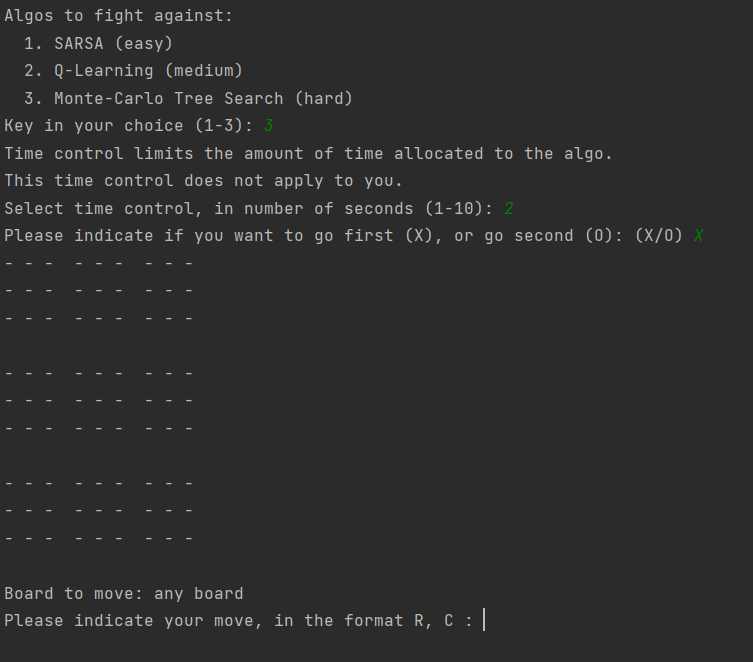 Algos to fight against:
  1. SARSA (easy)
  2. Q-Learning (medium)
  3. Monte-Carlo Tree Search (hard)
Key in your choice (1-3): 3
Time control limits the amount of time allocated to the algo.
This time control does not apply to you.
Select time control, in number of seconds (1-10): 2
Please indicate if you want to go first (X), or go second (O): (X/O) X
- - -  - - -  - - -
- - -  - - -  - - -
- - -  - - -  - - -

- - -  - - -  - - -
- - -  - - -  - - -
- - -  - - -  - - -

- - -  - - -  - - -
- - -  - - -  - - -
- - -  - - -  - - -

Board to move: any board
Please indicate your move, in the format R, C :